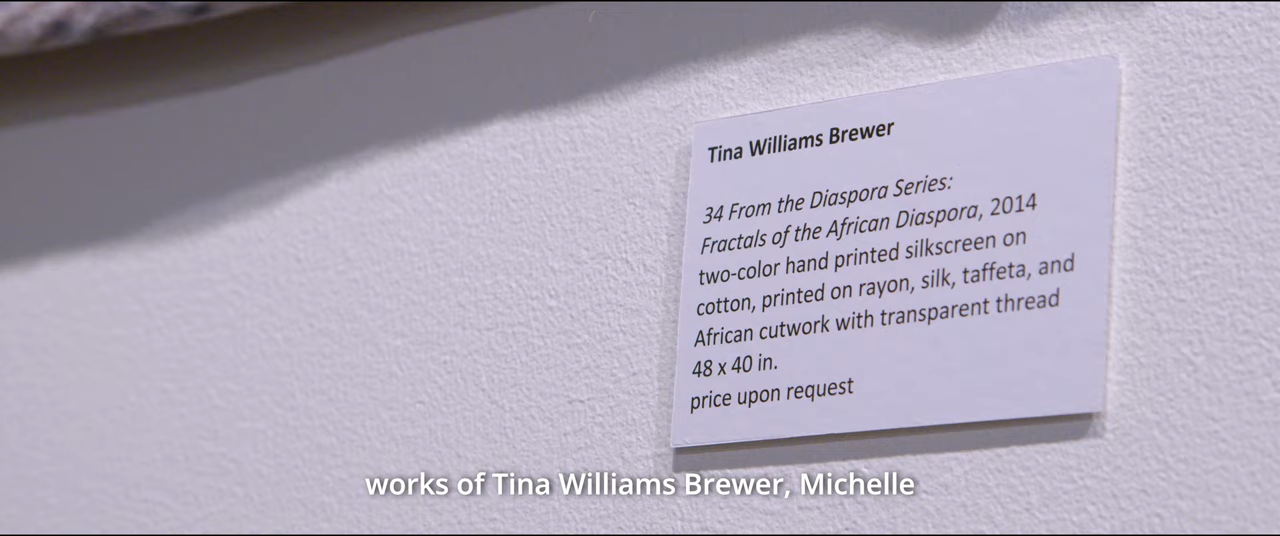 Tina Williams Brewer
34 From the Diaspora Series:
Fractals of the African Diaspora, 2014
two-color hand printed silkscreen on
cotton, printed on rayon, silk, taffeta, and
African cutwork with transparent thread
48 x 40 in.
price upon request
works of Tina Williams Brewer, Michelle